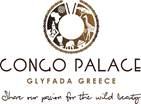 CONGO PALACE
GLYFADA GREECE
Share our passion for the wild beauty